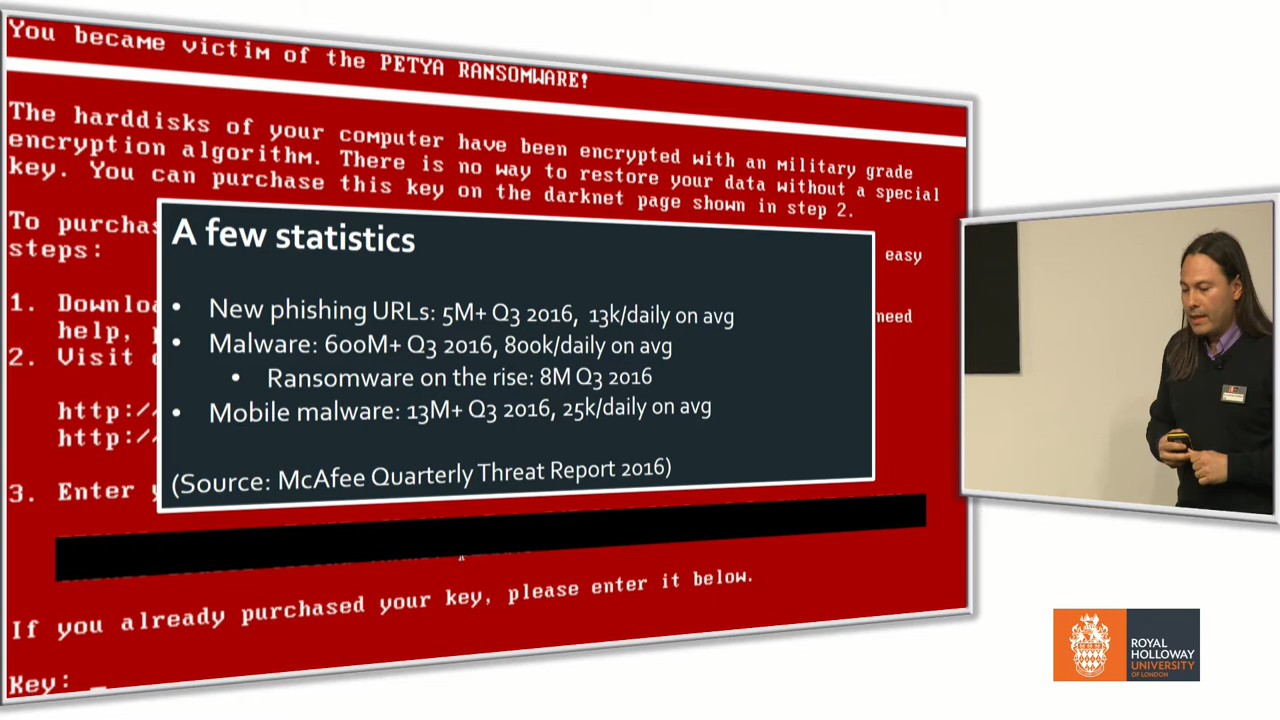 You became victim of the PETYA RANSOMWARE!
The harddisks of your computer have been encrypted with an military grade
encryption algorithm. There is no way to restore your data without a special
key. You can purchase this key on the darknet page shown in step 2.
To
easy
steps:
1.
need
help,
2. Visit
http:/
http:/
3. Enter
If you already purchased your key, please enter it below.
Key: _
A few statistics
• New phishing URLs: 5M+ Q3 2016, 13k/daily on avg
• Malware: 600M+ Q3 2016, 800k/daily on avg
• Ransomware on the rise: 8M Q3 2016
• Mobile malware: 13M+ Q3 2016, 25k/daily on avg
(Source: McAfee Quarterly Threat Report 2016)
ROYAL
HOLLOWAY
UNIVERSITY
OF LONDON